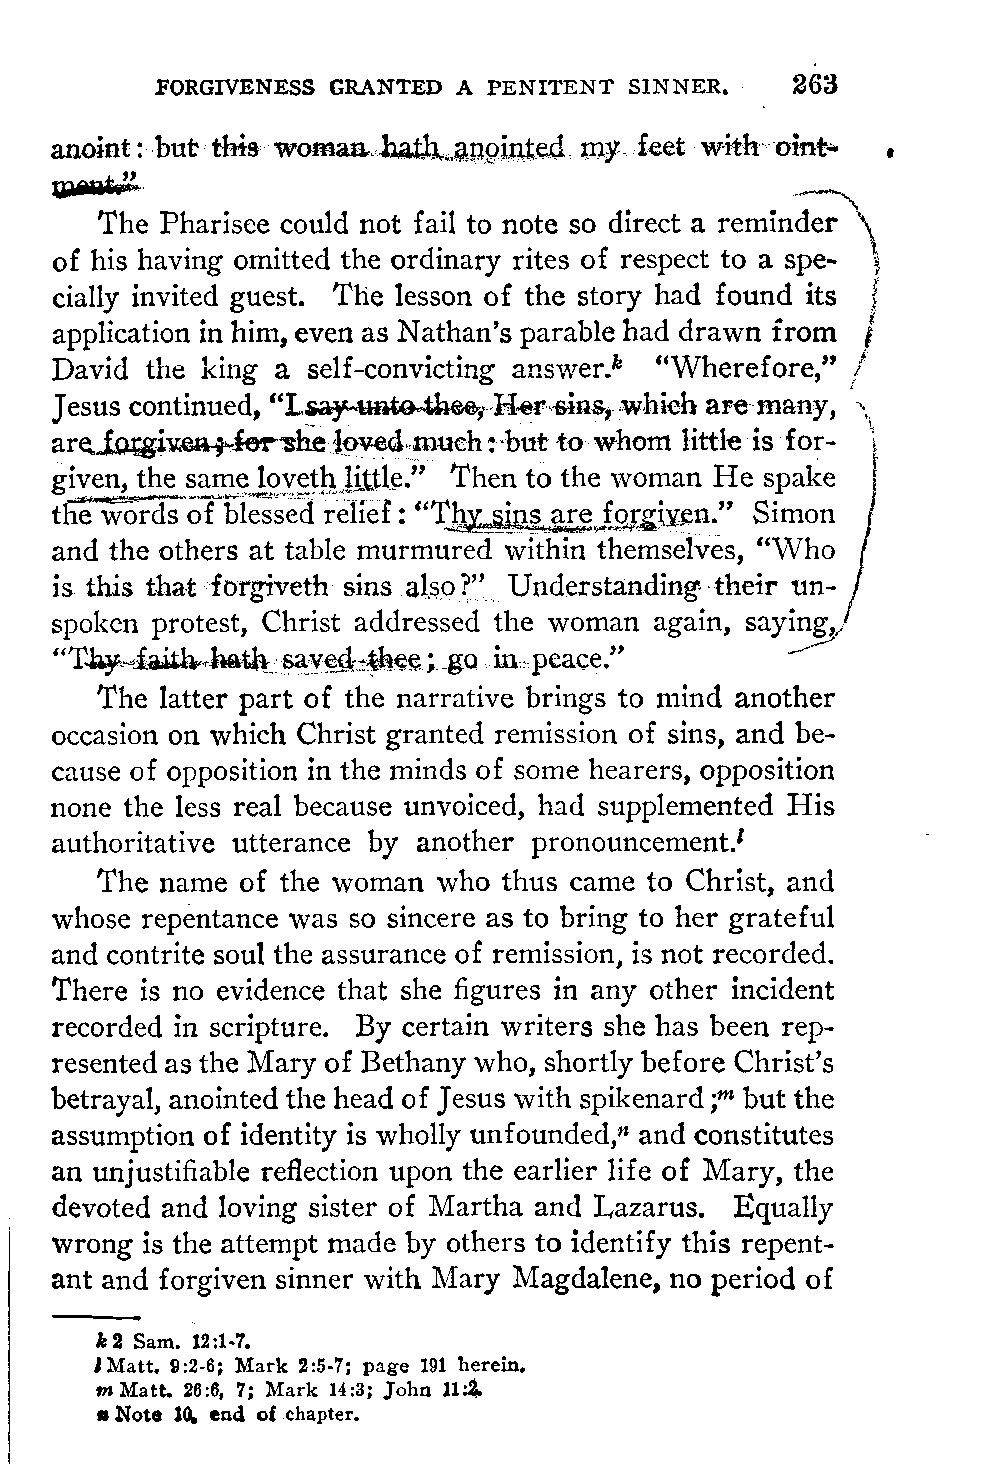 FORGIVENESS GRANTED A PENITENT SINNER. 263
anoint: but this woman hath anointed my feet with oint-
ment."
The Pharisee could not fail to note so direct a reminder
of his having omitted the ordinary rites of respect to a spe-
cially invited guest. The lesson of the story had found its
application in him, even as Nathan's parable had drawn from
David the king a self-convicting answer.k "Wherefore,"
Jesus continued, "I say unto thee, Her sins, which are many,
are forgiven; for she loved much: but to whom little is for-
given, the same loveth little." Then to the woman He spake
the words of blessed relief: "Thy sins are forgiven." Simon
and the others at table murmured within themselves, "Who
is this that forgiveth sins also?" Understanding their un-
spoken protest, Christ addressed the woman again, saying,
"Thy faith hath saved thee; go in peace."
The latter part of the narrative brings to mind another
occasion on which Christ granted remission of sins, and be-
cause of opposition in the minds of some hearers, opposition
none the less real because unvoiced, had supplemented His
authoritative utterance by another pronouncement.l
The name of the woman who thus came to Christ, and
whose repentance was so sincere as to bring to her grateful
and contrite soul the assurance of remission, is not recorded.
There is no evidence that she figures in any other incident
recorded in scripture. By certain writers she has been rep-
resented as the Mary of Bethany who, shortly before Christ's
betrayal, anointed the head of Jesus with spikenard;m but the
assumption of identity is wholly unfounded,n and constitutes
an unjustifiable reflection upon the earlier life of Mary, the
devoted and loving sister of Martha and Lazarus. Equally
wrong is the attempt made by others to identify this repent-
ant and forgiven sinner with Mary Magdalene, no period of
k 2 Sam. 12:1-7.
l Matt. 9:2-6; Mark 2:5-7; page 191 herein.
m Matt. 26:6, 7; Mark 14:3; John 11:2.
n Note 10, end of chapter.